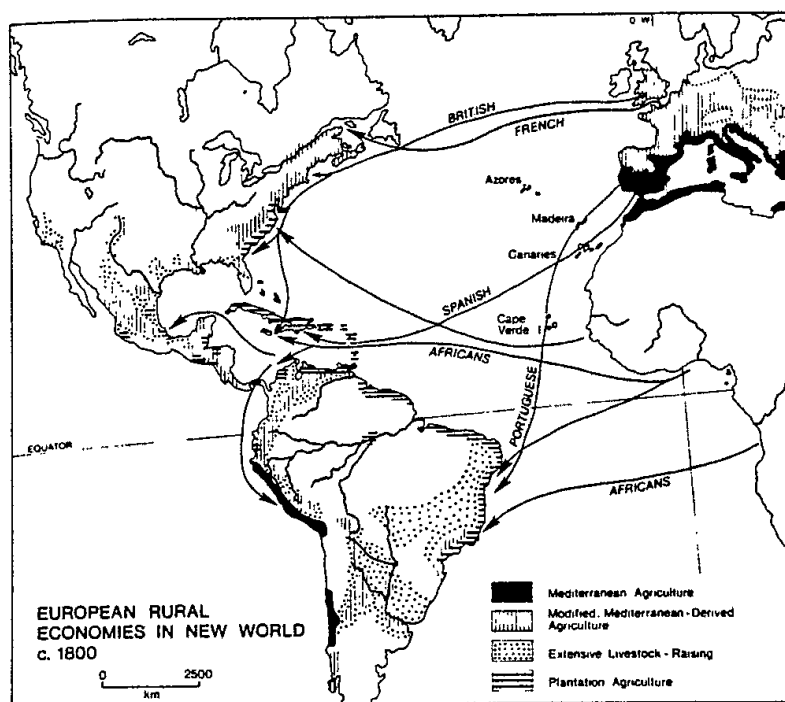 0 W
BRITISH
FRENCH
Azores
Madeira
Canaries
SPANISH
Cape
Verde I
AFRICANS
PORTUGUESE
EQUATOR
AFRICANS
EUROPEAN RURAL
ECONOMIES IN NEW WORLD
c. 1800
0 2500
km
Mediterranean Agriculture
Modified, Mediterranean-Derived
Agriculture
Extensive Livestock-Raising
Plantation Agriculture